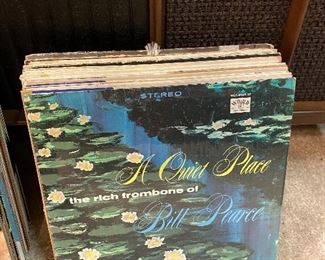 STEREO
A Quiet Place
the rich trombone of
Bill Pearce